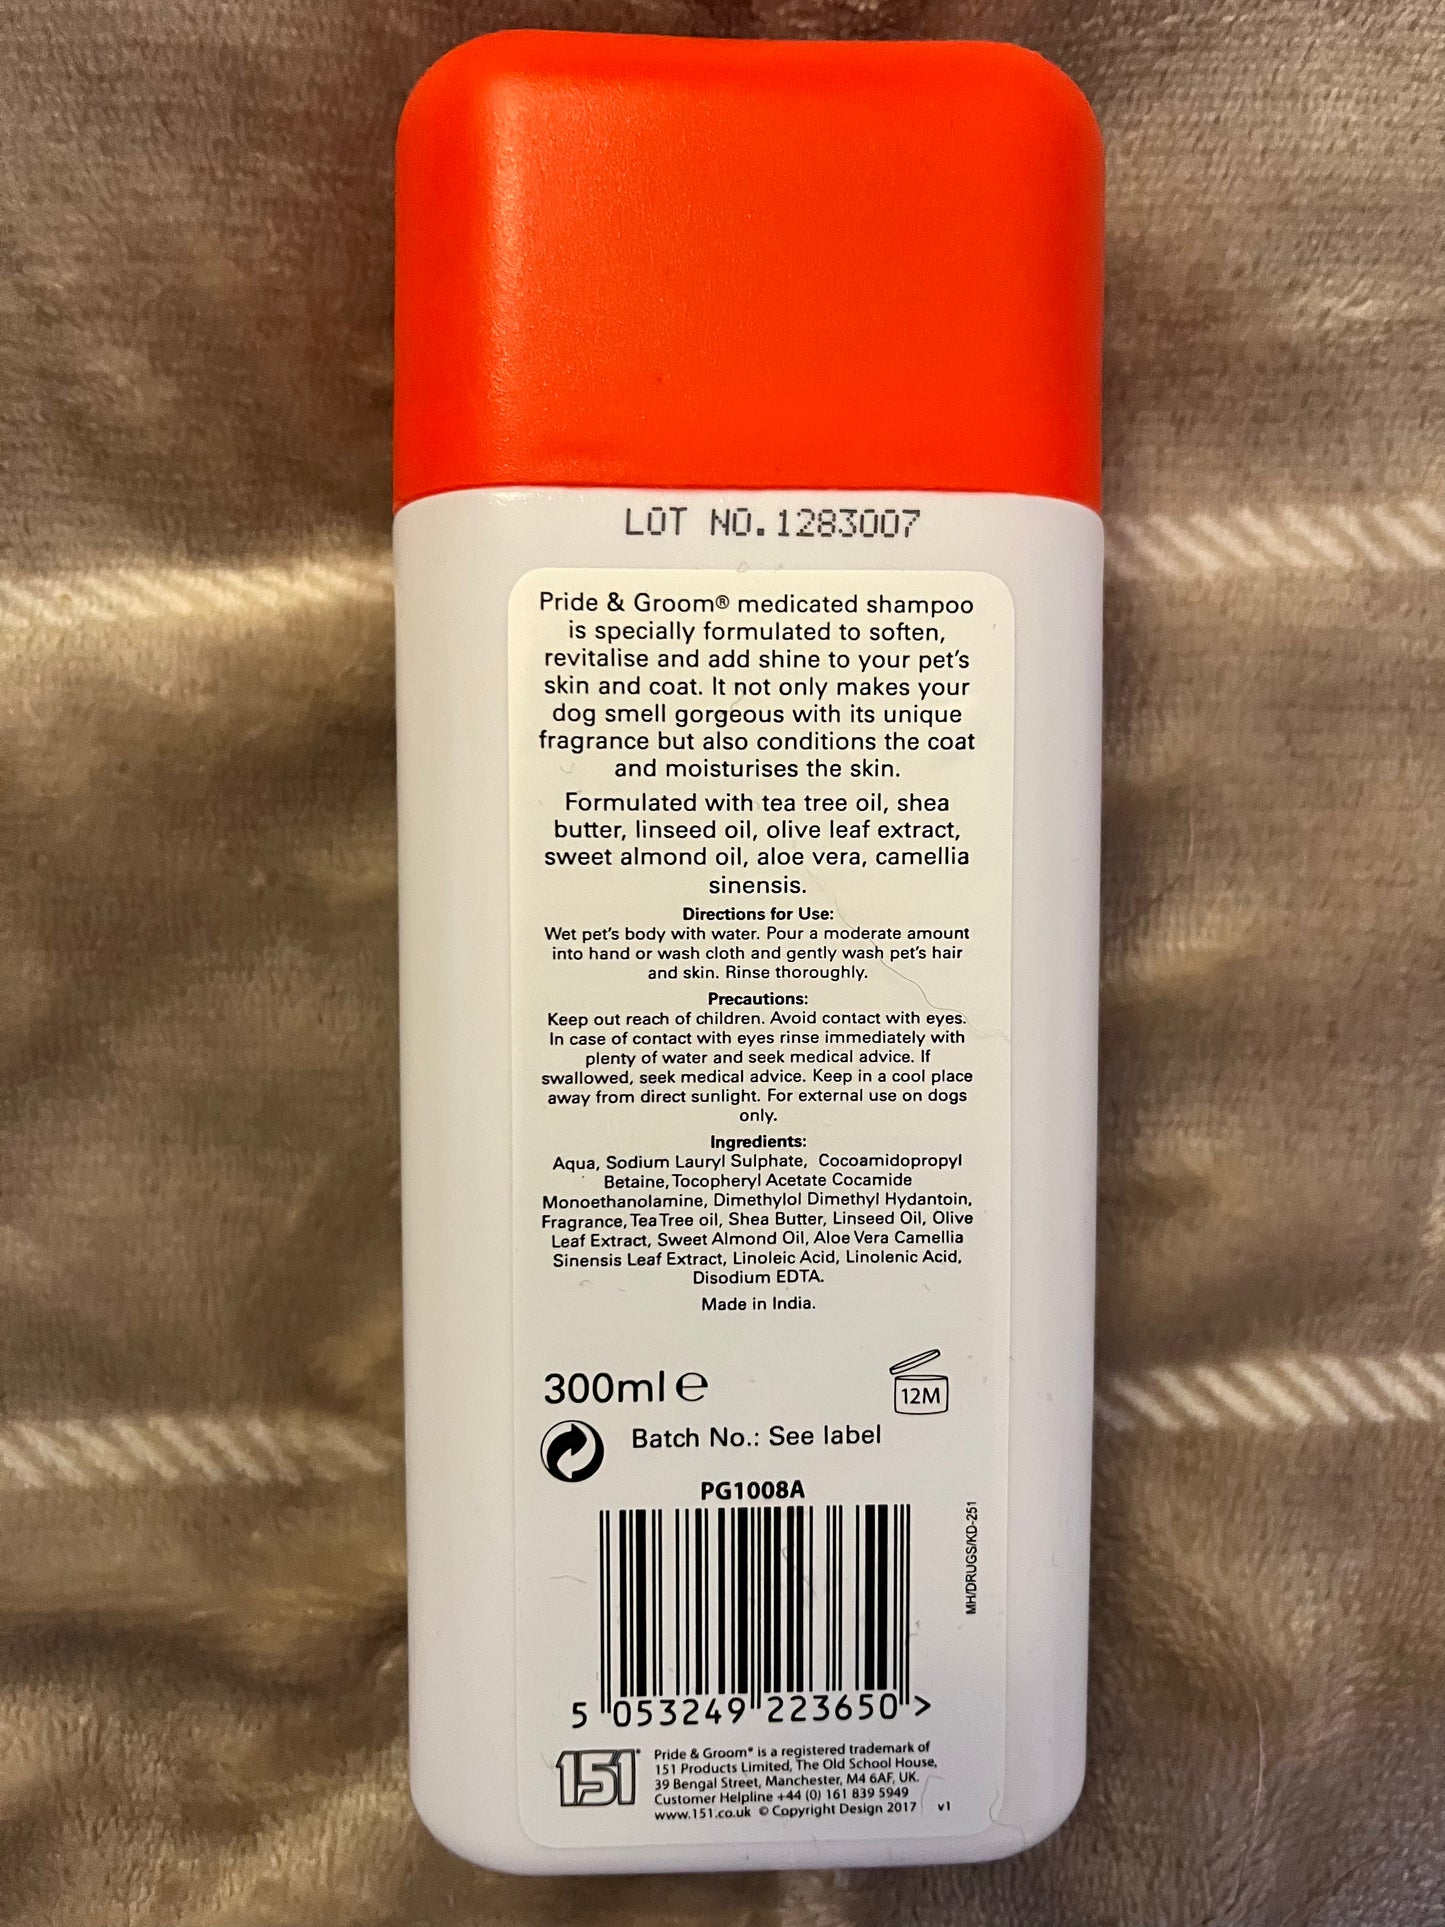 LOT NO. 1283007
Pride & Groom® medicated shampoo
is specially formulated to soften,
revitalise and add shine to your pet's
skin and coat. It not only makes your
dog smell gorgeous with its unique
fragrance but also conditions the coat
and moisturises the skin.
Formulated with tea tree oil, shea
butter, linseed oil, olive leaf extract,
sweet almond oil, aloe vera, camellia
sinensis.
Directions for Use:
Wet pet's body with water. Pour a moderate amount
into hand or wash cloth and gently wash pet's hair
and skin. Rinse thoroughly.
Precautions:
Keep out reach of children. Avoid contact with eyes.
In case of contact with eyes rinse immediately with
plenty of water and seek medical advice. If
swallowed, seek medical advice. Keep in a cool place
away from direct sunlight. For external use on dogs
only.
Ingredients:
Aqua, Sodium Lauryl Sulphate, Cocoamidopropyl
Betaine, Tocopheryl Acetate Cocamide
Monoethanolamine, Dimethylol Dimethyl Hydantoin,
Fragrance, Tea Tree oil, Shea Butter, Linseed Oil, Olive
Leaf Extract, Sweet Almond Oil, Aloe Vera Camellia
Sinensis Leaf Extract, Linoleic Acid, Linolenic Acid,
Disodium EDTA.
Made in India.
300ml e
12M
Batch No.: See label
PG1008A
MH/DRUGS/KD-251
5 053249 223650 >
151
Pride & Groom® is a registered trademark of
151 Products Limited, The Old School House,
39 Bengal Street, Manchester, M4 6AF, UK.
Customer Helpline +44 (0) 161 839 5949
www.151.co.uk © Copyright Design 2017 v1